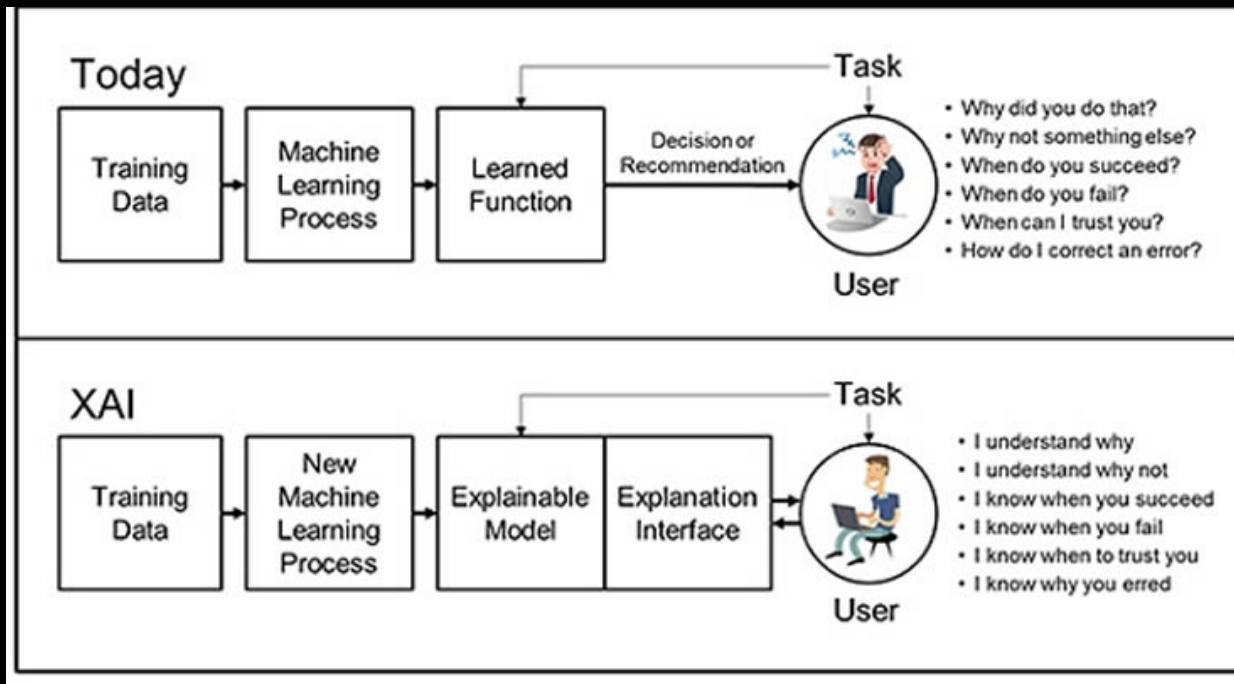 Today
Task
Training
Data
Machine
Learning
Process
Learned
Function
Decision or
Recommendation
User
• Why did you do that?
• Why not something else?
• When do you succeed?
• When do you fail?
• When can I trust you?
• How do I correct an error?
XAI
Task
Training
Data
New
Machine
Learning
Process
Explainable
Model
Explanation
Interface
User
• I understand why
• I understand why not
• I know when you succeed
• I know when you fail
• I know when to trust you
• I know why you erred